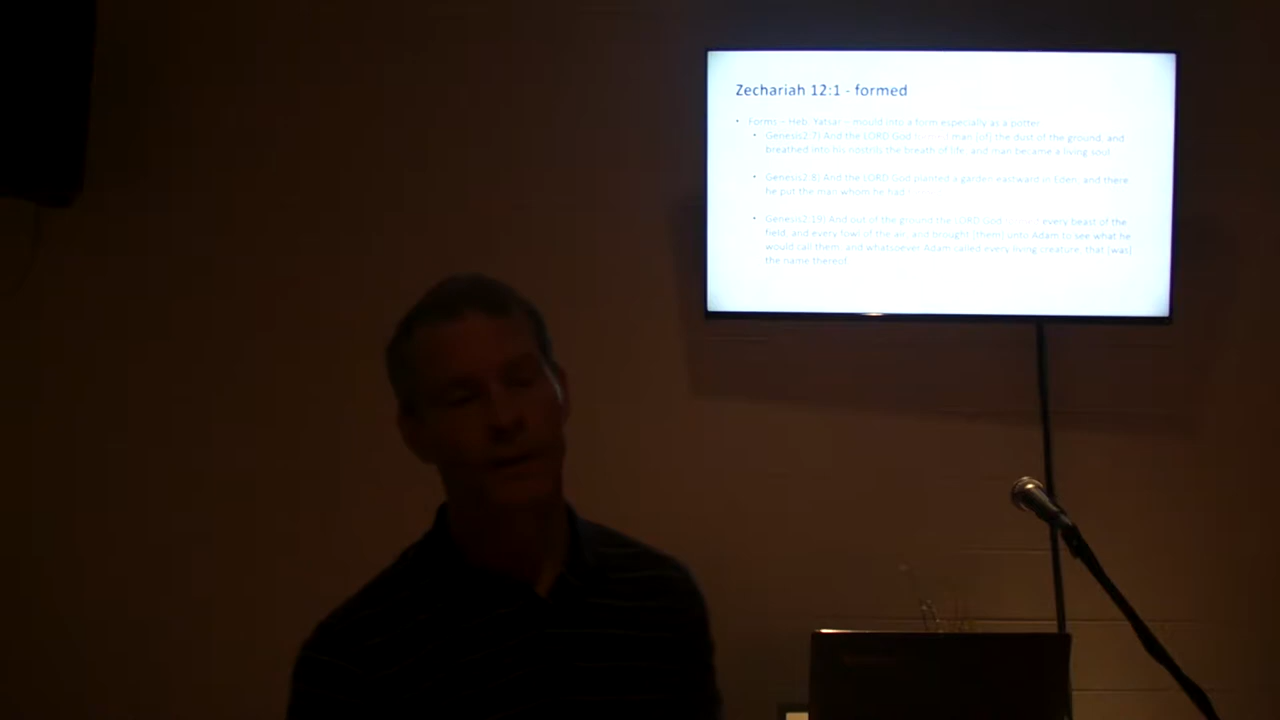 Zechariah 12:1 - formed
• Forms – Heb. Yatsar – mould into a form especially as a potter
• Genesis2:7) And the LORD God formed man [of] the dust of the ground, and
breathed into his nostrils the breath of life; and man became a living soul.
• Genesis2:8) And the LORD God planted a garden eastward in Eden; and there
he put the man whom he had
• Genesis2:19) And out of the ground the LORD God formed every beast of the
field, and every fowl of the air; and brought [them] unto Adam to see what he
would call them: and whatsoever Adam called every living creature, that [was]
the name thereof.